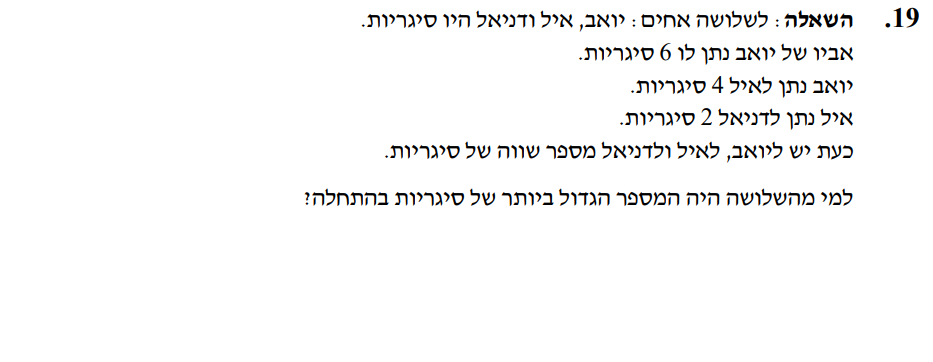 19. השאלה : לשלושה אחים : יואב, איל ודניאל היו סיגריות.
אביו של יואב נתן לו 6 סיגריות.
יואב נתן לאיל 4 סיגריות.
איל נתן לדניאל 2 סיגריות.
כעת יש ליואב, לאיל ולדניאל מספר שווה של סיגריות.
למי מהשלושה היה המספר הגדול ביותר של סיגריות בהתחלה?